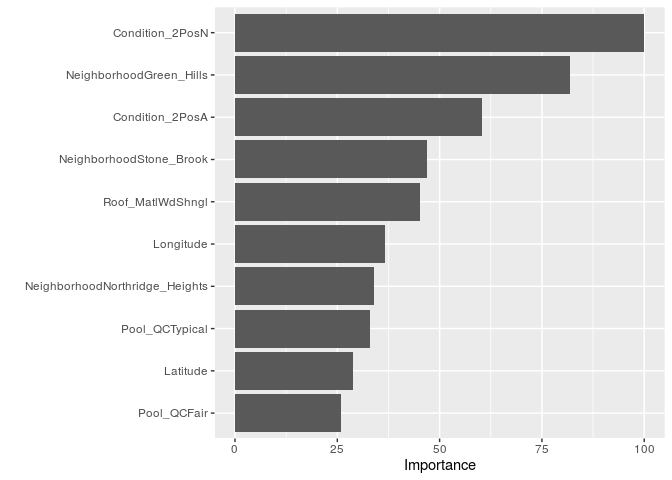 Condition_2PosN
NeighborhoodGreen_Hills
Condition_2PosA
NeighborhoodStone_Brook
Roof_MatlWdShngl
Longitude
NeighborhoodNorthridge_Heights
Pool_QCTypical
Latitude
Pool_QCFair
0 25 50 75 100
Importance